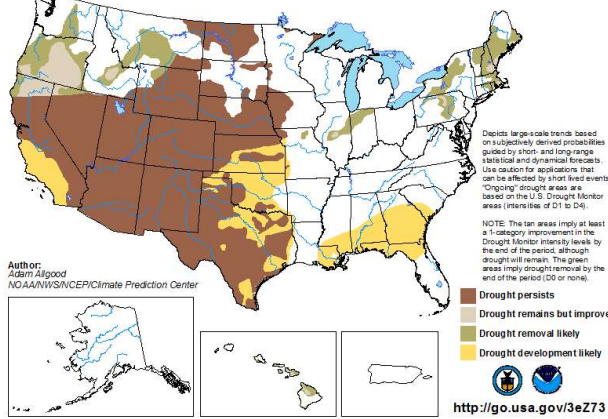 Depicts large-scale trends based
on subjectively derived probabilities
guided by short- and long-range
statistical and dynamical forecasts.
Use caution for applications that
can be affected by short lived events.
"Ongoing" drought areas are
based on the U.S. Drought Monitor
areas (intensities of D1 to D4).
NOTE: The tan areas imply at least
a 1-category improvement in the
Drought Monitor intensity levels by
the end of the period, although
drought will remain. The green
areas imply drought removal by the
end of the period (D0 or none).
Author:
Adam Allgood
NOAA/NWS/NCEP/Climate Prediction Center
Drought persists
Drought remains but improve
Drought removal likely
Drought development likely
http://go.usa.gov/3eZ73